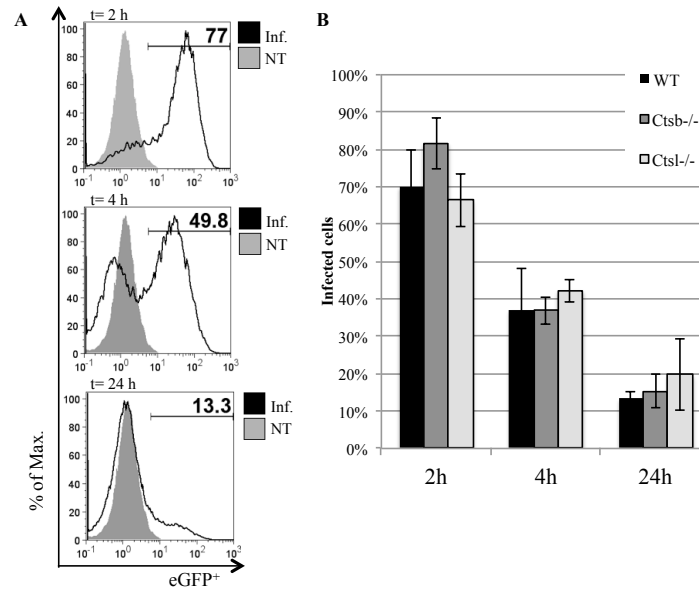 A
t= 2 h
77
Inf.
NT
100
80
60
40
20
0
10-1 100 101 102 103
t= 4 h
49.8
Inf.
NT
100
80
60
40
20
0
10-1 100 101 102 103
t= 24 h
13.3
Inf.
NT
100
80
60
40
20
0
10-1 100 101 102 103
% of Max.
eGFP+
B
100%
90%
80%
70%
60%
50%
40%
30%
20%
10%
0%
Infected cells
WT
Ctsb-/-
Ctsl-/-
2h 4h 24h